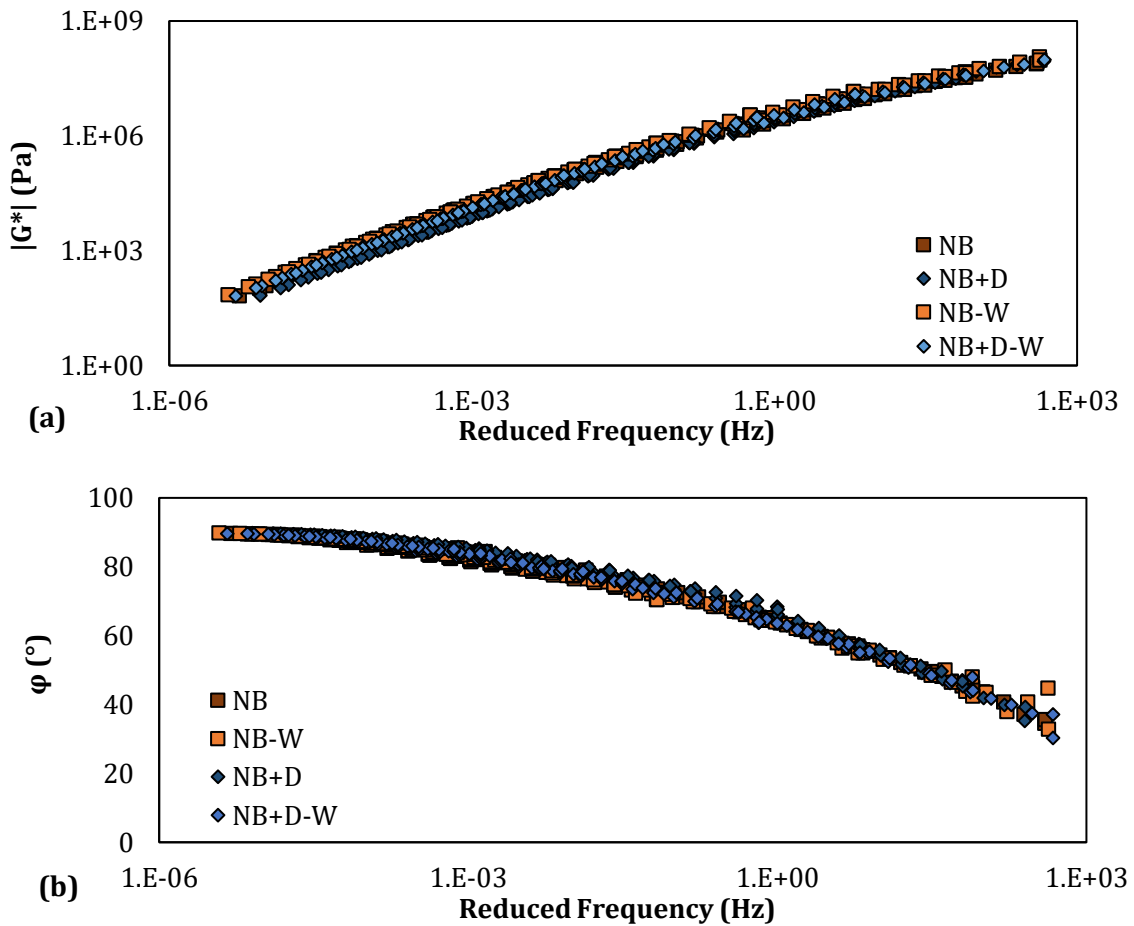 1.E+09
1.E+06
1.E+03
1.E+00
|G*| (Pa)
NB
NB+D
NB-W
NB+D-W
1.E-06 1.E-03 1.E+00 1.E+03
Reduced Frequency (Hz)
(a)
100
80
60
40
20
0
φ (°)
NB
NB-W
NB+D
NB+D-W
1.E-06 1.E-03 1.E+00 1.E+03
Reduced Frequency (Hz)
(b)